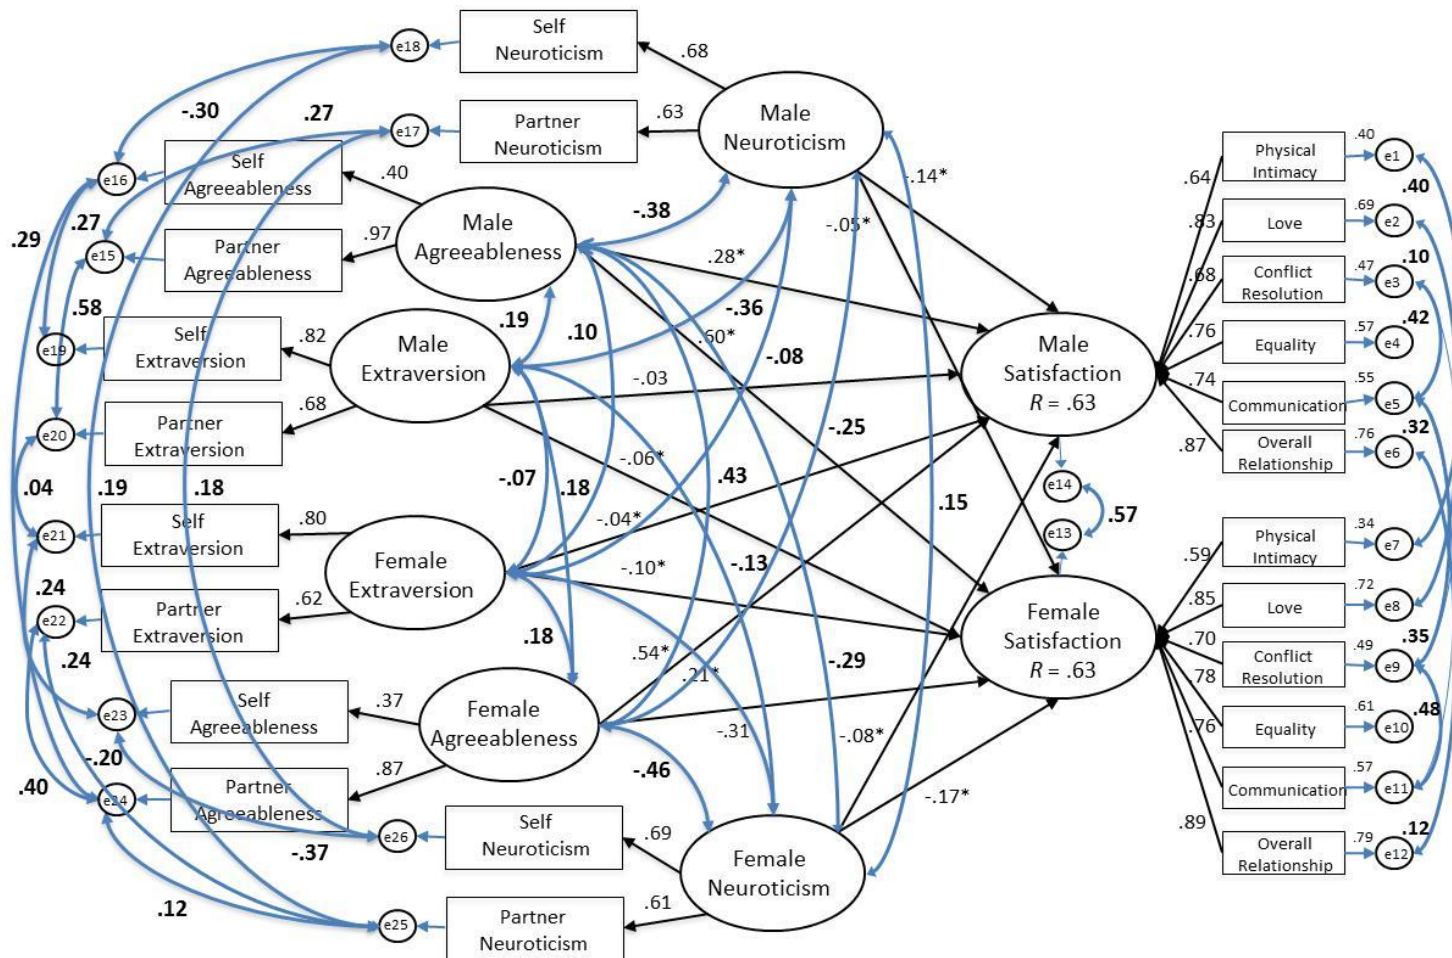 e18
Self
Neuroticism
.68
-.30
.27
e17
Partner
Neuroticism
.63
Male
Neuroticism
e16
Self
Agreeableness
.40
-.38
-.14*
-.05*
.29
.27
e15
Partner
Agreeableness
.97
Male
Agreeableness
.28*
.58
e19
Self
Extraversion
.82
Male
Extraversion
.19
.10
-.36
.60*
-.08
-.03
e20
Partner
Extraversion
.68
-.25
-.06*
.04
.19
.18
-.07
.18
.43
.15
e21
Self
Extraversion
.80
-.04*
Female
Extraversion
-.10*
-.13
.24
e22
Partner
Extraversion
.62
.24
.18
.54*
.21*
-.29
e23
Self
Agreeableness
.37
Female
Agreeableness
-.31
-.08*
-.20
-.46
.40
e24
Partner
Agreeableness
.87
-.17*
e26
Self
Neuroticism
.69
-.37
Female
Neuroticism
.12
e25
Partner
Neuroticism
.61
Male
Satisfaction
R = .63
e14
.57
e13
Female
Satisfaction
R = .63
.64
Physical
Intimacy
.40
e1
.40
.83
Love
.69
e2
.10
.68
Conflict
Resolution
.47
e3
.42
.76
Equality
.57
e4
.74
Communication
.55
e5
.32
.87
Overall
Relationship
.76
e6
.59
Physical
Intimacy
.34
e7
.85
Love
.72
e8
.35
.70
Conflict
Resolution
.49
e9
.78
Equality
.61
e10
.48
.76
Communication
.57
e11
.12
.89
Overall
Relationship
.79
e12